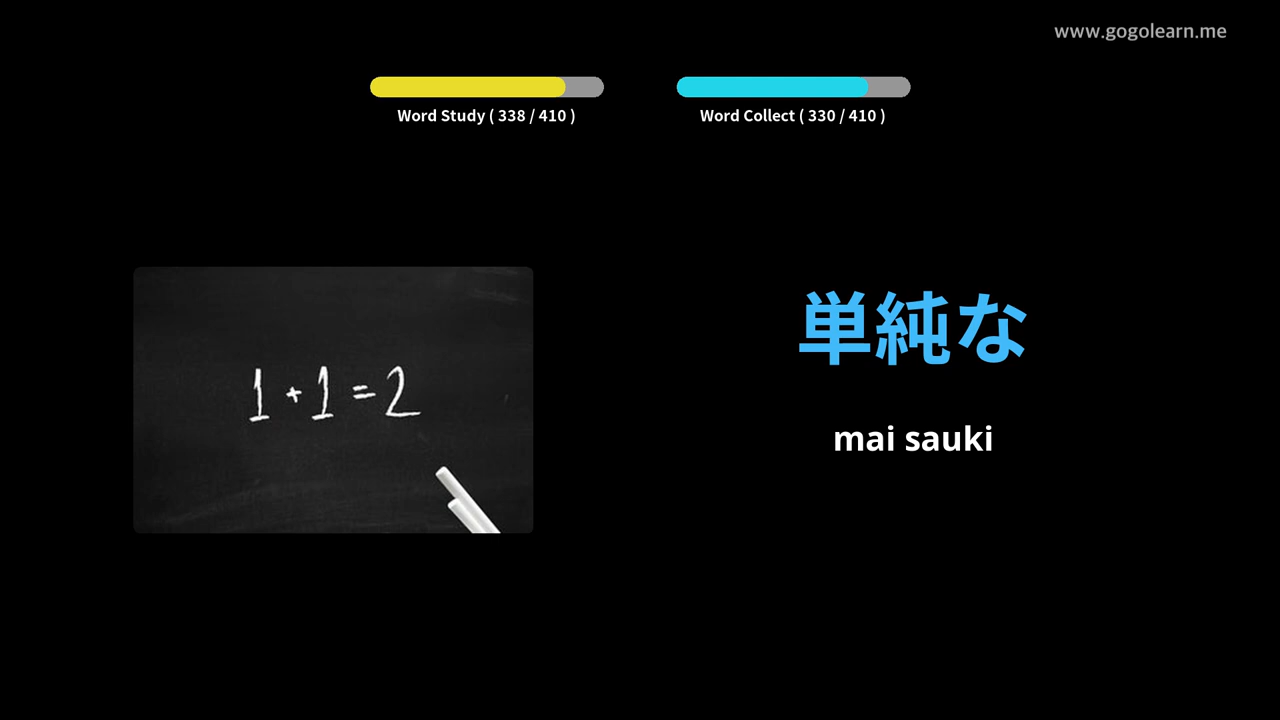 www.gogolearn.me
Word Study ( 338 / 410 )
Word Collect ( 330 / 410 )
1 + 1 = 2
単純な
mai sauki